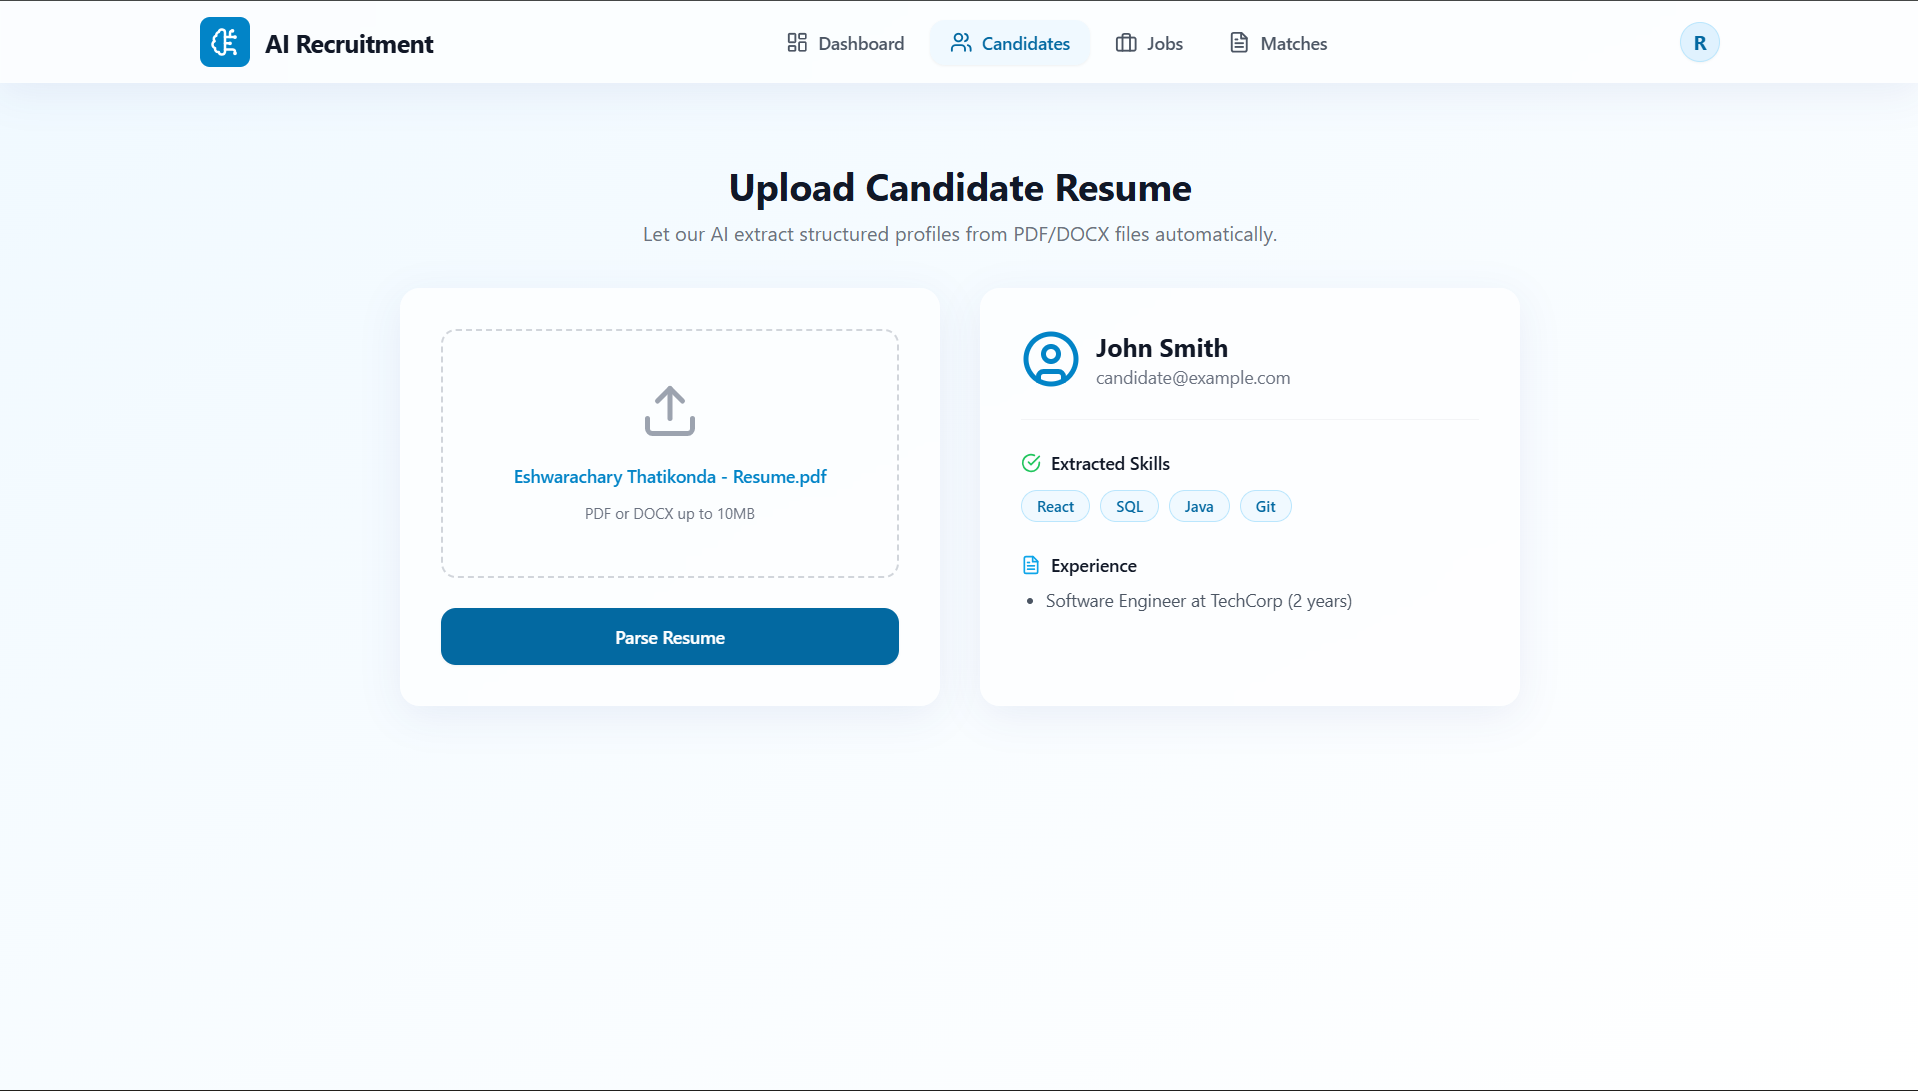 AI Recruitment
Dashboard
Candidates
Jobs
Matches
R
Upload Candidate Resume
Let our AI extract structured profiles from PDF/DOCX files automatically.
Eshwarachary Thatikonda - Resume.pdf
PDF or DOCX up to 10MB
Parse Resume
John Smith
candidate@example.com
Extracted Skills
React
SQL
Java
Git
Experience
• Software Engineer at TechCorp (2 years)